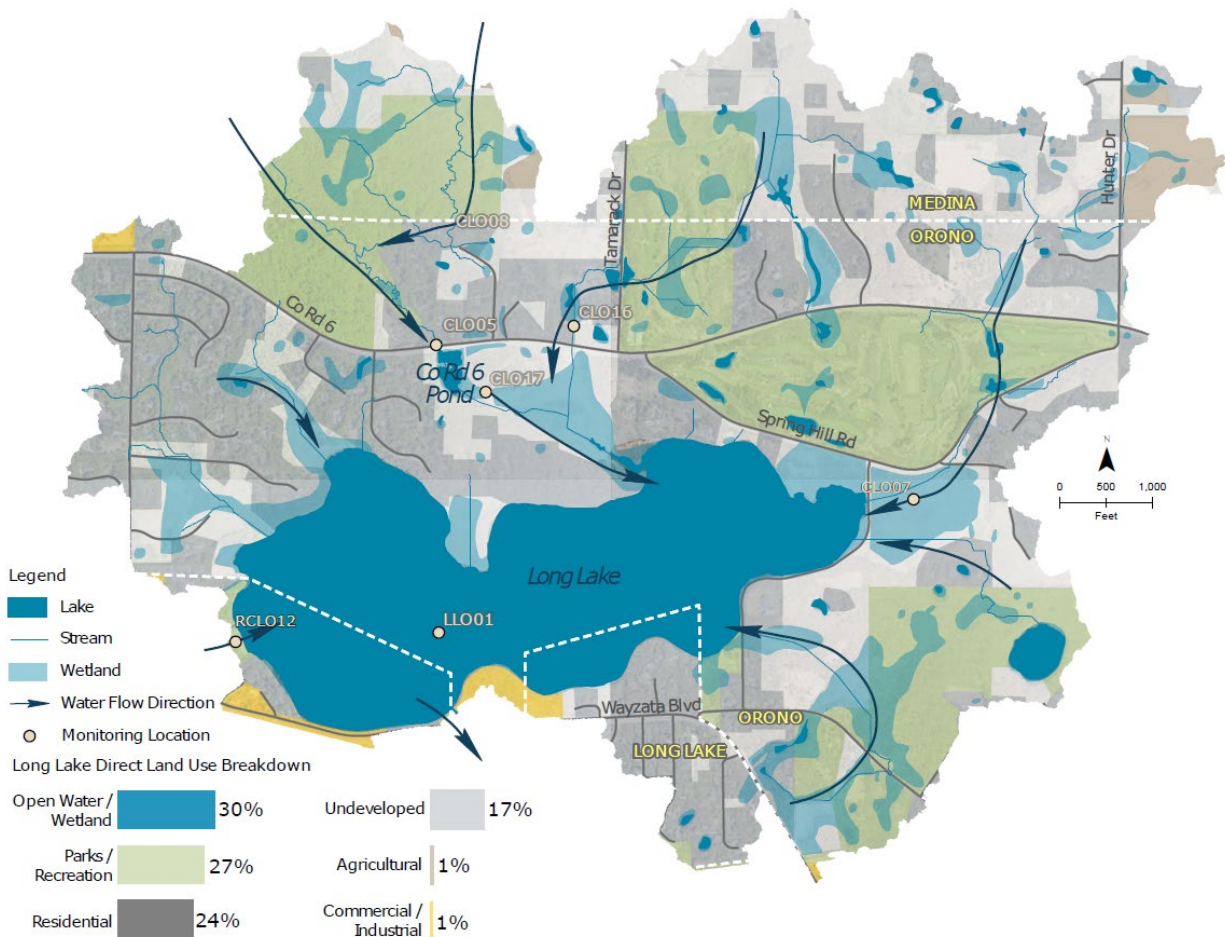 MEDINA
ORONO
Hunter Dr
Tamarack Dr
CLO08
Co Rd 6
CLO05
CLO16
Co Rd 6
Pond
CLO17
Spring Hill Rd
CLO07
N
0 500 1,000
Feet
Long Lake
RCLO12
LLO01
Wayzata Blvd
ORONO
LONG LAKE
Legend
Lake
Stream
Wetland
Water Flow Direction
Monitoring Location
Long Lake Direct Land Use Breakdown
Open Water /
Wetland
30%
Parks /
Recreation
27%
Residential
24%
Undeveloped
17%
Agricultural
1%
Commercial /
Industrial
1%